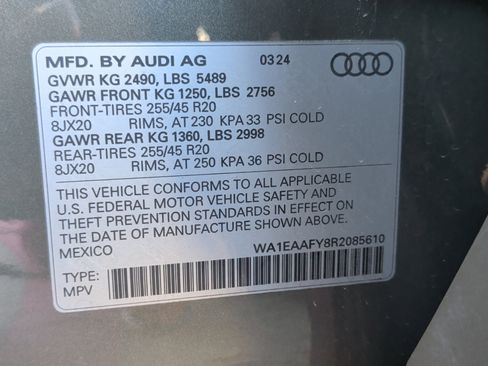 MFD. BY AUDI AG 03 24
GVWR KG 2490, LBS 5489
GAWR FRONT KG 1250, LBS 2756
FRONT-TIRES 255/45 R20
8JX20 RIMS, AT 230 KPA 33 PSI COLD
GAWR REAR KG 1360, LBS 2998
REAR-TIRES 255/45 R20
8JX20 RIMS, AT 250 KPA 36 PSI COLD
THIS VEHICLE CONFORMS TO ALL APPLICABLE
U.S. FEDERAL MOTOR VEHICLE SAFETY AND
THEFT PREVENTION STANDARDS IN EFFECT ON
THE DATE OF MANUFACTURE SHOWN ABOVE.
MEXICO WA1EAAFY8R2085610
TYPE:
MPV